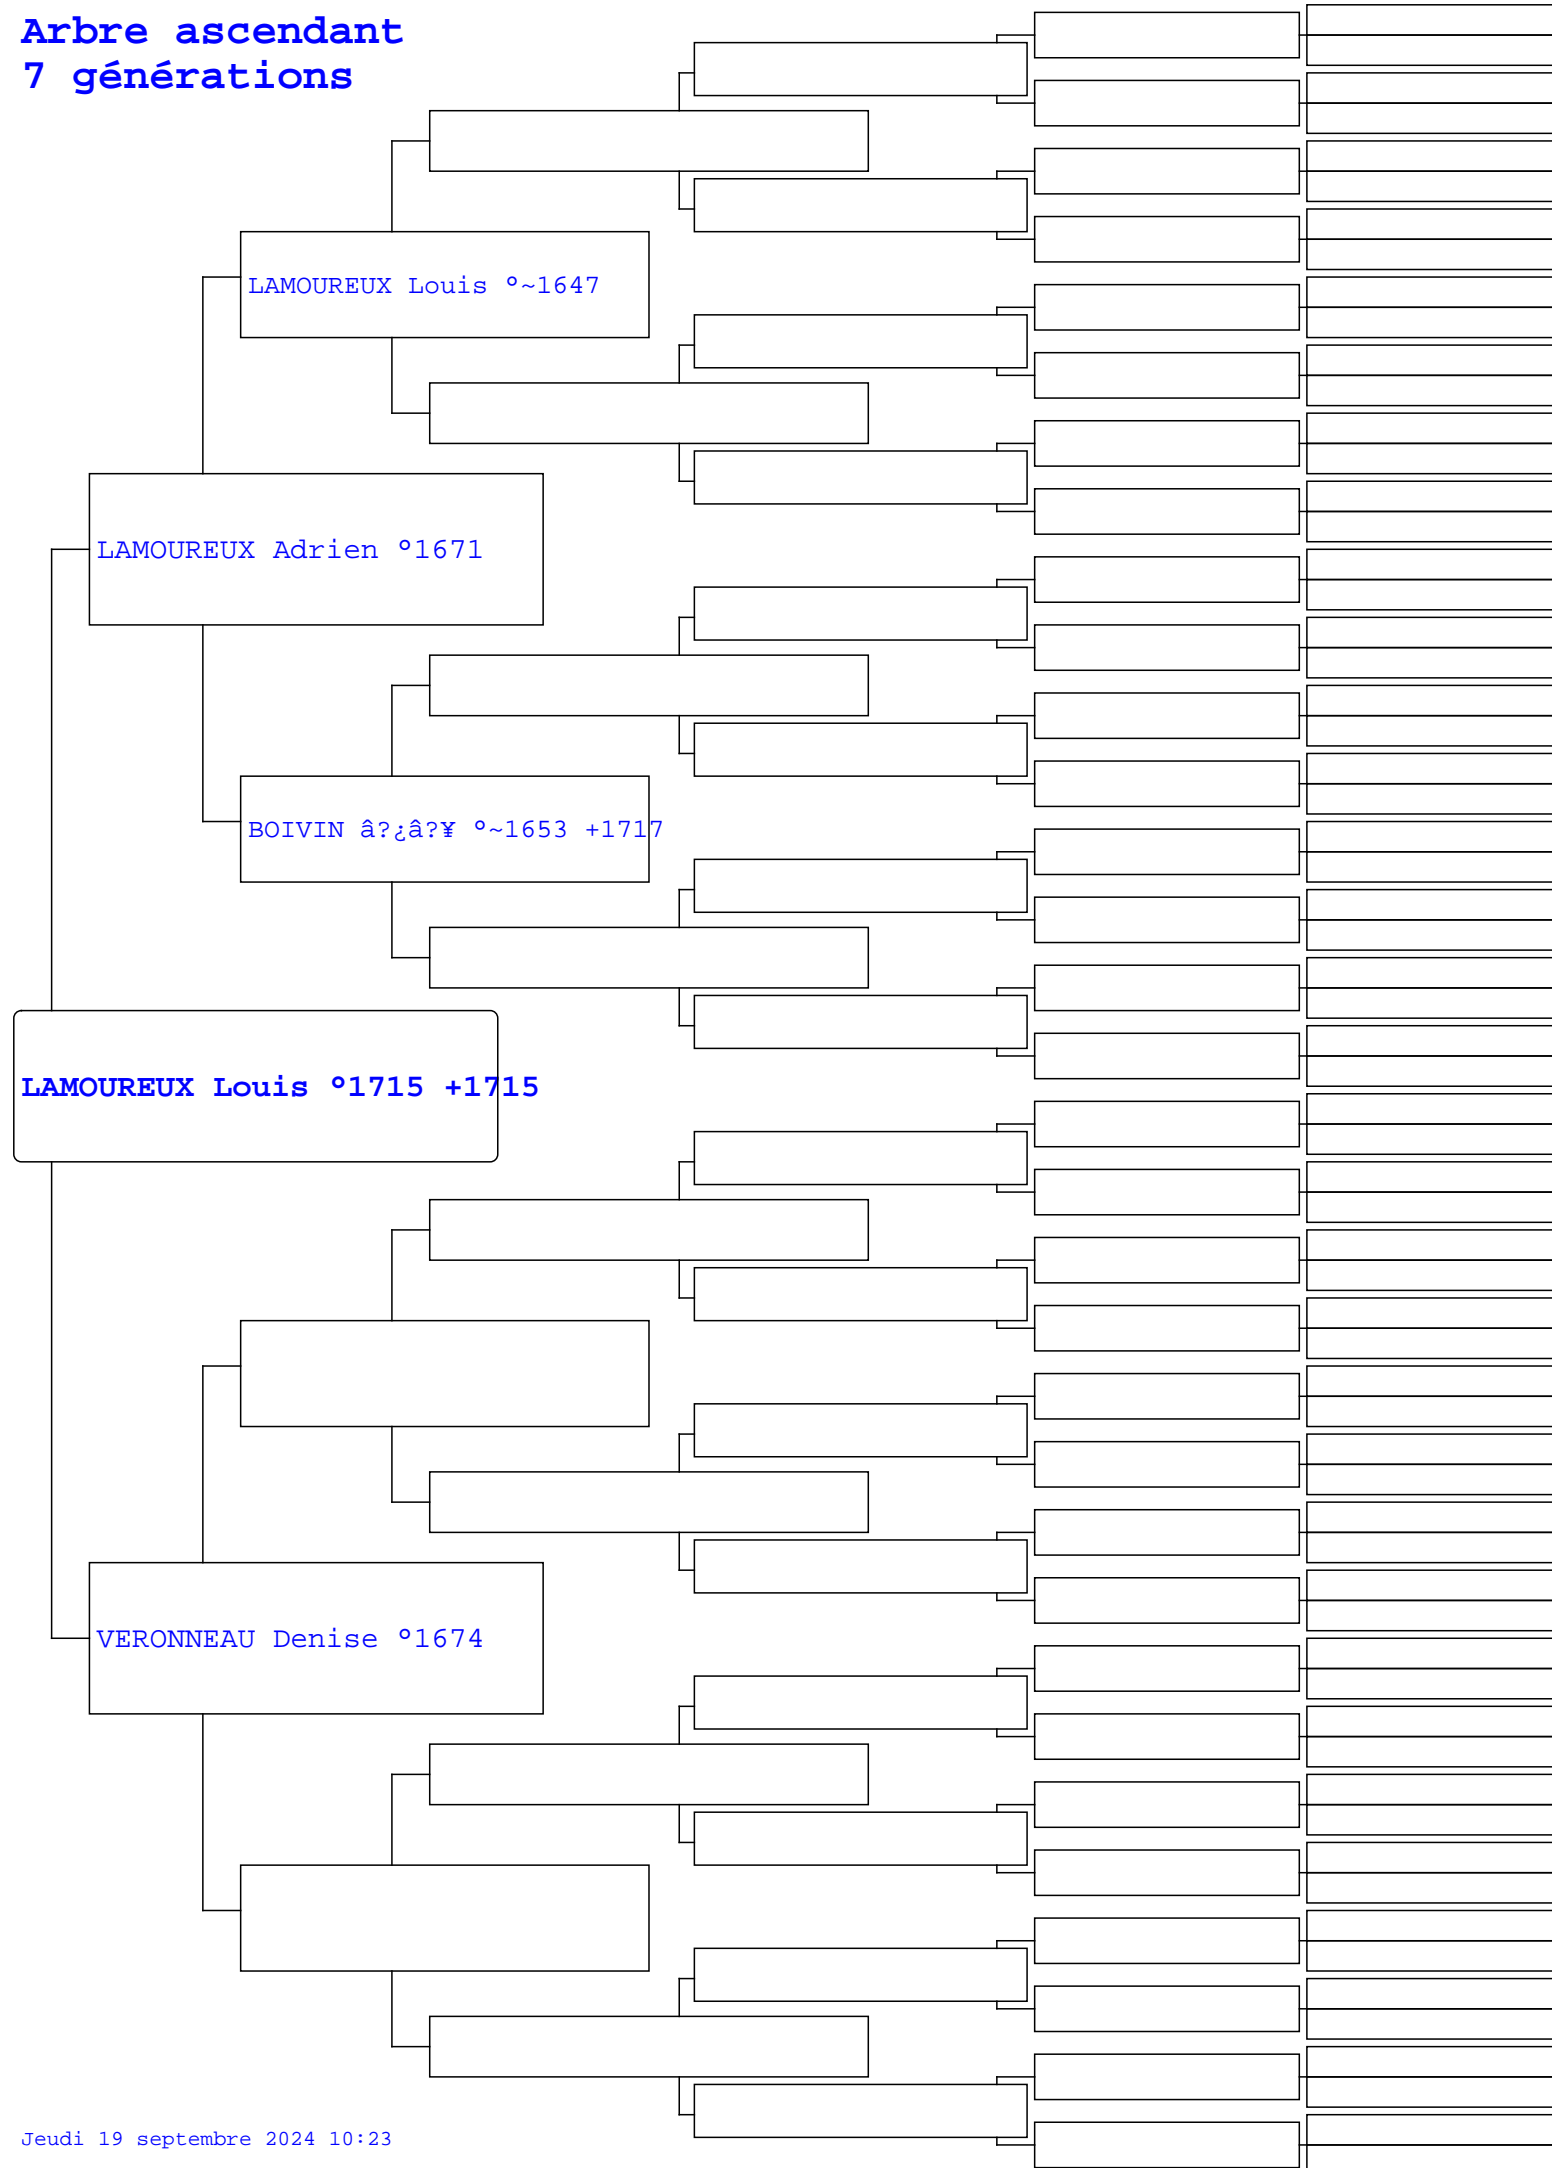 Arbre ascendant
7 générations
LAMOUREUX Louis °~1647
LAMOUREUX Adrien °1671
BOIVIN â?¿â?¥ °~1653 +1717
LAMOUREUX Louis °1715 +1715
VERONNEAU Denise °1674
Jeudi 19 septembre 2024 10:23